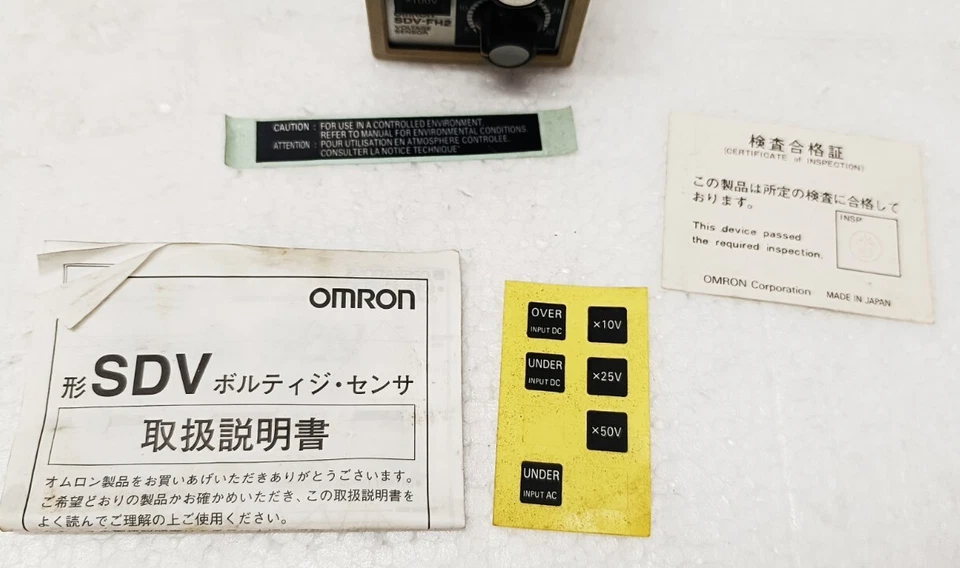 ×100V
OMRON
SDV-FH2
VOLTAGE
SENSOR
CAUTION : FOR USE IN A CONTROLLED ENVIRONMENT.
REFER TO MANUAL FOR ENVIRONMENTAL CONDITIONS.
ATTENTION : POUR UTILISATION EN ATMOSPHERE CONTROLEE.
CONSULTER LA NOTICE TECHNIQUE"
検査合格証
(CERTIFICATE of INSPECTION)
この製品は所定の検査に合格して
おります。
INSP
This device passed
the required inspection.
OMRON Corporation MADE IN JAPAN
OMRON
形SDVボルティジ・センサ
取扱説明書
オムロン製品をお買いあげいただきありがとうございます。
ご希望どおりの製品かお確かめいただき、この取扱説明書を
よく読んでご理解の上ご使用ください。
OVER
INPUT DC
×10V
UNDER
INPUT DC
×25V
×50V
UNDER
INPUT AC